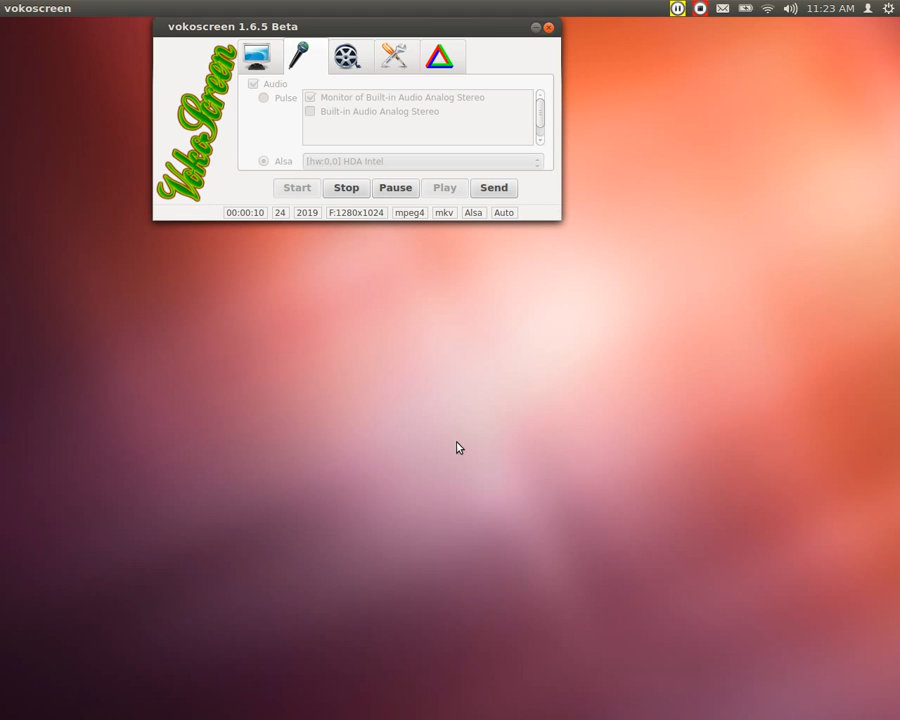 vokoscreen
11:23 AM
vokoscreen 1.6.5 Beta
VokoScreen
Audio
Pulse
Monitor of Built-in Audio Analog Stereo
Built-in Audio Analog Stereo
Alsa
[hw:0,0] HDA Intel
Start Stop Pause Play Send
00:00:10 24 2019 F:1280x1024 mpeg4 mkv Alsa Auto